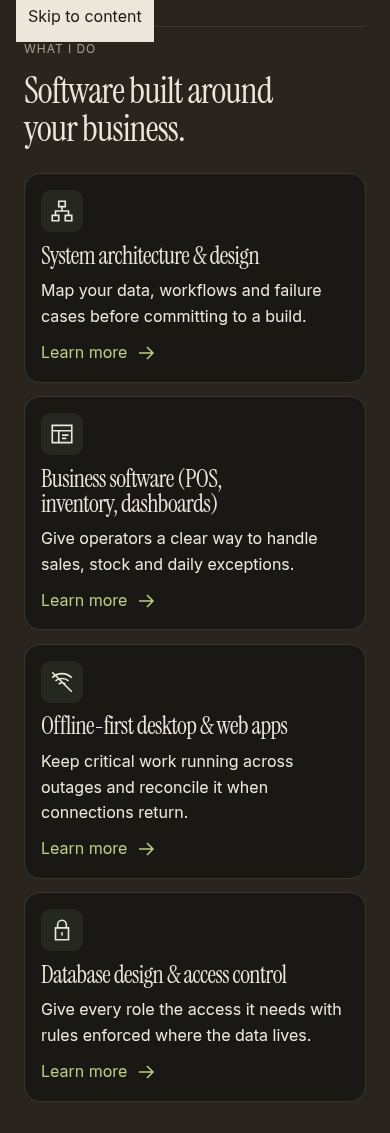 Skip to content
WHAT I DO
Software built around
your business.
System architecture & design
Map your data, workflows and failure
cases before committing to a build.
Learn more
Business software (POS,
inventory, dashboards)
Give operators a clear way to handle
sales, stock and daily exceptions.
Learn more
Offline-first desktop & web apps
Keep critical work running across
outages and reconcile it when
connections return.
Learn more
Database design & access control
Give every role the access it needs with
rules enforced where the data lives.
Learn more